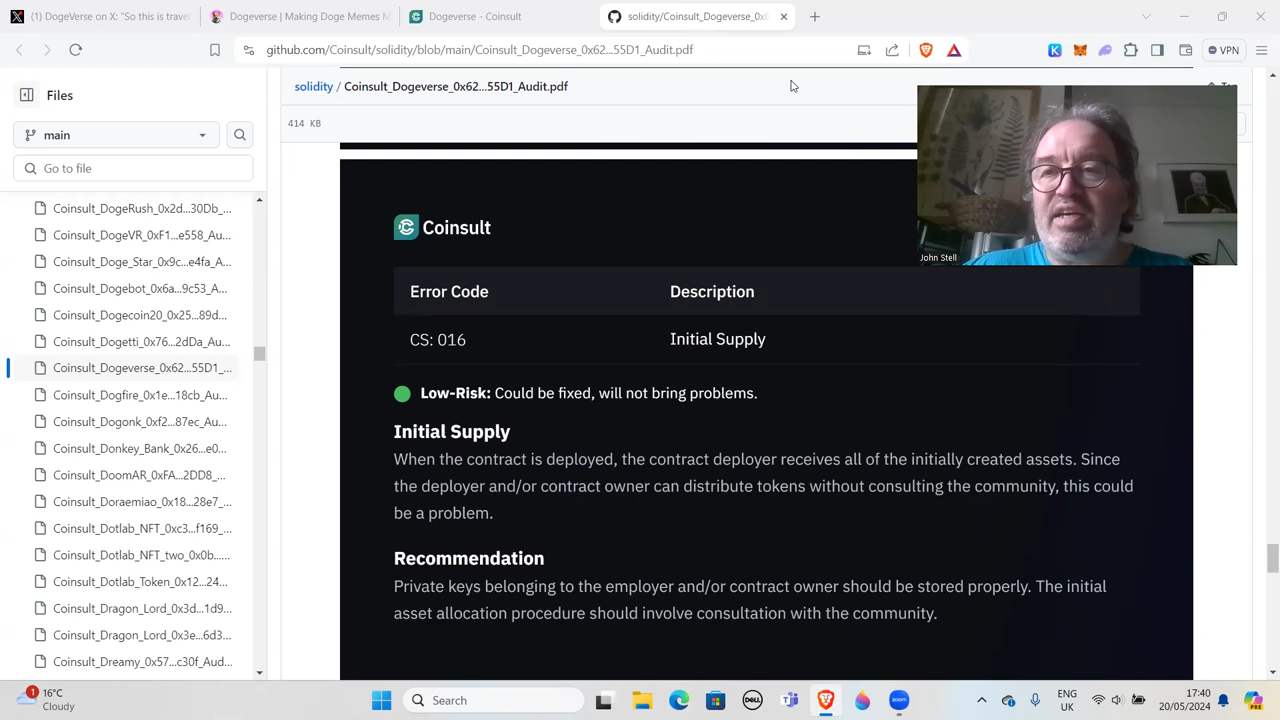 (1) DogeVerse on X: "So this is travel
Dogeverse | Making Doge Memes M
Dogeverse - Coinsult
solidity/Coinsult_Dogeverse_0x6
github.com/Coinsult/solidity/blob/main/Coinsult_Dogeverse_0x62...55D1_Audit.pdf
VPN
Files
solidity / Coinsult_Dogeverse_0x62...55D1_Audit.pdf
main
414 KB
Go to file
Coinsult_DogeRush_0x2d...30Db_...
Coinsult_DogeVR_0xF1...e558_Au...
Coinsult_Doge_Star_0x9c...e4fa_A...
Coinsult_Dogebot_0x6a...9c53_A...
Coinsult_Dogecoin20_0x25...89d...
Coinsult_Dogetti_0x76...2dDa_Au...
Coinsult_Dogeverse_0x62...55D1_...
Coinsult_Dogfire_0x1e...18cb_Au...
Coinsult_Dogonk_0xf2...87ec_Au...
Coinsult_Donkey_Bank_0x26...e0...
Coinsult_DoomAR_0xFA...2DD8_...
Coinsult_Doraemiao_0x18...28e7_...
Coinsult_Dotlab_NFT_0xc3...f169_...
Coinsult_Dotlab_NFT_two_0x0b...
Coinsult_Dotlab_Token_0x12...24...
Coinsult_Dragon_Lord_0x3d...1d9...
Coinsult_Dragon_Lord_0x3e...6d3...
Coinsult_Dreamy_0x57...c30f_Aud...
Coinsult
John Stell
Error Code Description
CS: 016 Initial Supply
Low-Risk: Could be fixed, will not bring problems.
Initial Supply
When the contract is deployed, the contract deployer receives all of the initially created assets. Since
the deployer and/or contract owner can distribute tokens without consulting the community, this could
be a problem.
Recommendation
Private keys belonging to the employer and/or contract owner should be stored properly. The initial
asset allocation procedure should involve consultation with the community.
1
16°C
Cloudy
Search
DELL
zoom
ENG
UK
17:40
20/05/2024
PRE